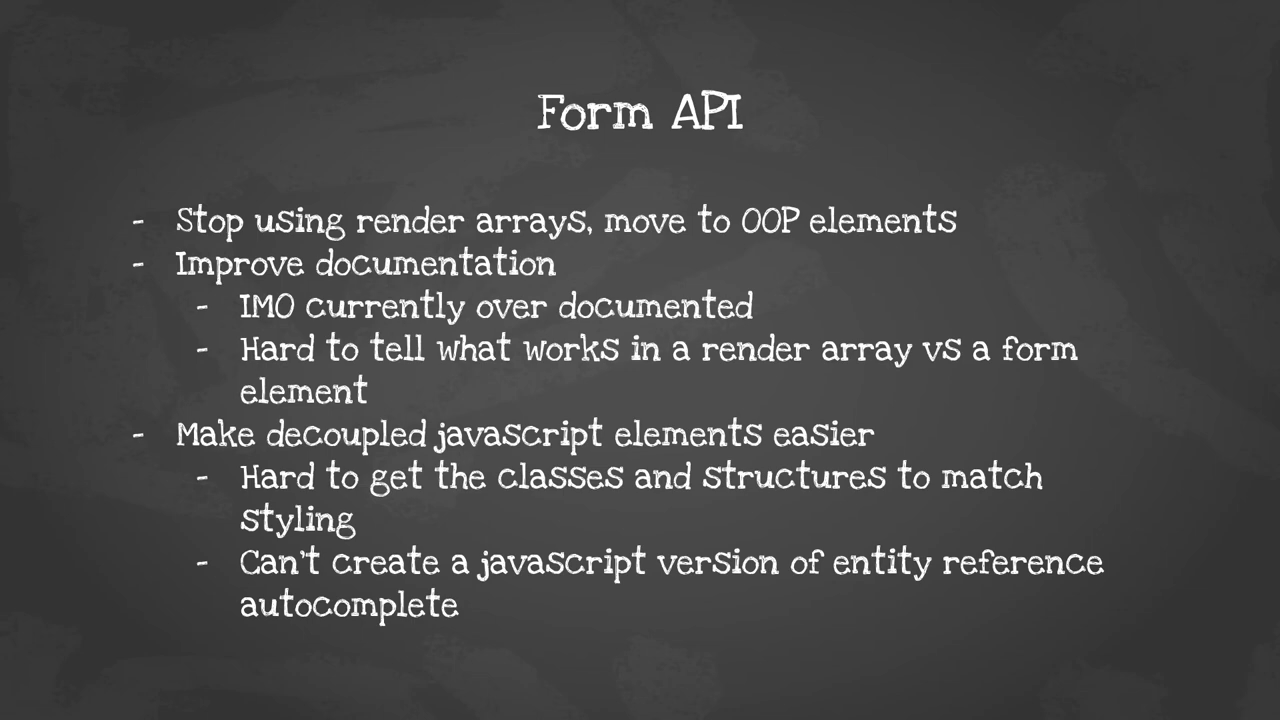 Form API
- Stop using render arrays, move to OOP elements
- Improve documentation
- IMO currently over documented
- Hard to tell what works in a render array vs a form
element
- Make decoupled javascript elements easier
- Hard to get the classes and structures to match
styling
- Can't create a javascript version of entity reference
autocomplete